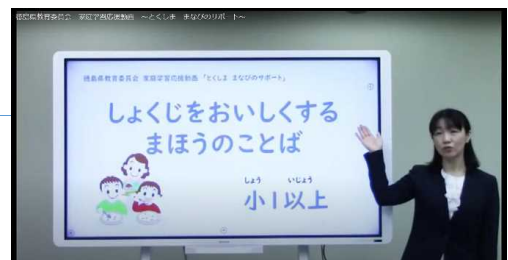 徳島県教育委員会 家庭学習応援動画 ～とくしま まなびのサポート～
徳島県教育委員会 家庭学習応援動画 「とくしま まなびのサポート」
しょくじをおいしくする
まほうのことば
しょう いじょう
小1以上